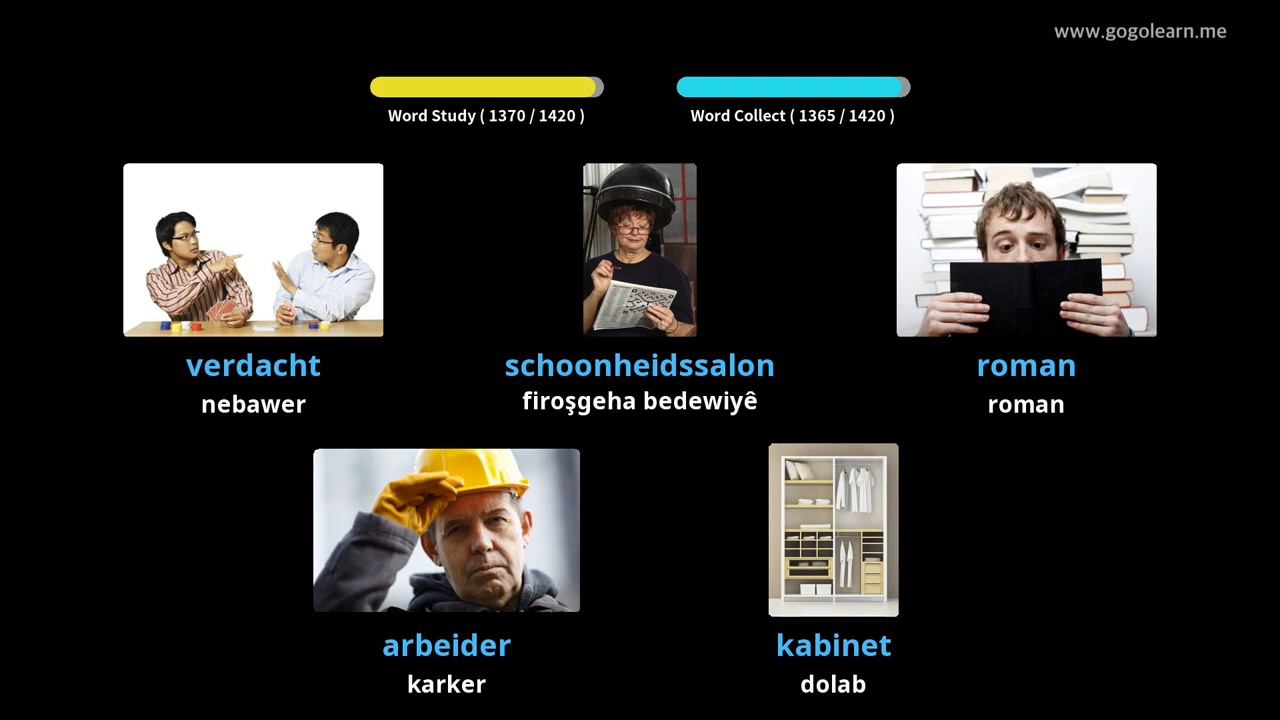 www.gogolearn.me
Word Study ( 1370 / 1420 )
Word Collect ( 1365 / 1420 )
verdacht
nebawer
schoonheidssalon
firoşgeha bedewiyê
roman
roman
arbeider
karker
kabinet
dolab